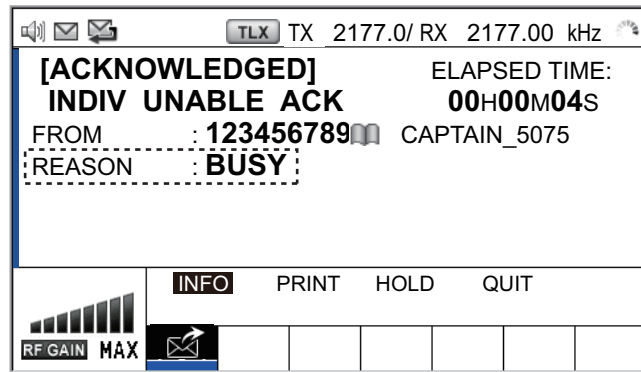 TLX TX 2177.0/ RX 2177.00 kHz
[ACKNOWLEDGED] ELAPSED TIME:
INDIV UNABLE ACK 00H00M04S
FROM : 123456789 CAPTAIN_5075
REASON : BUSY
INFO PRINT HOLD QUIT
RF GAIN MAX